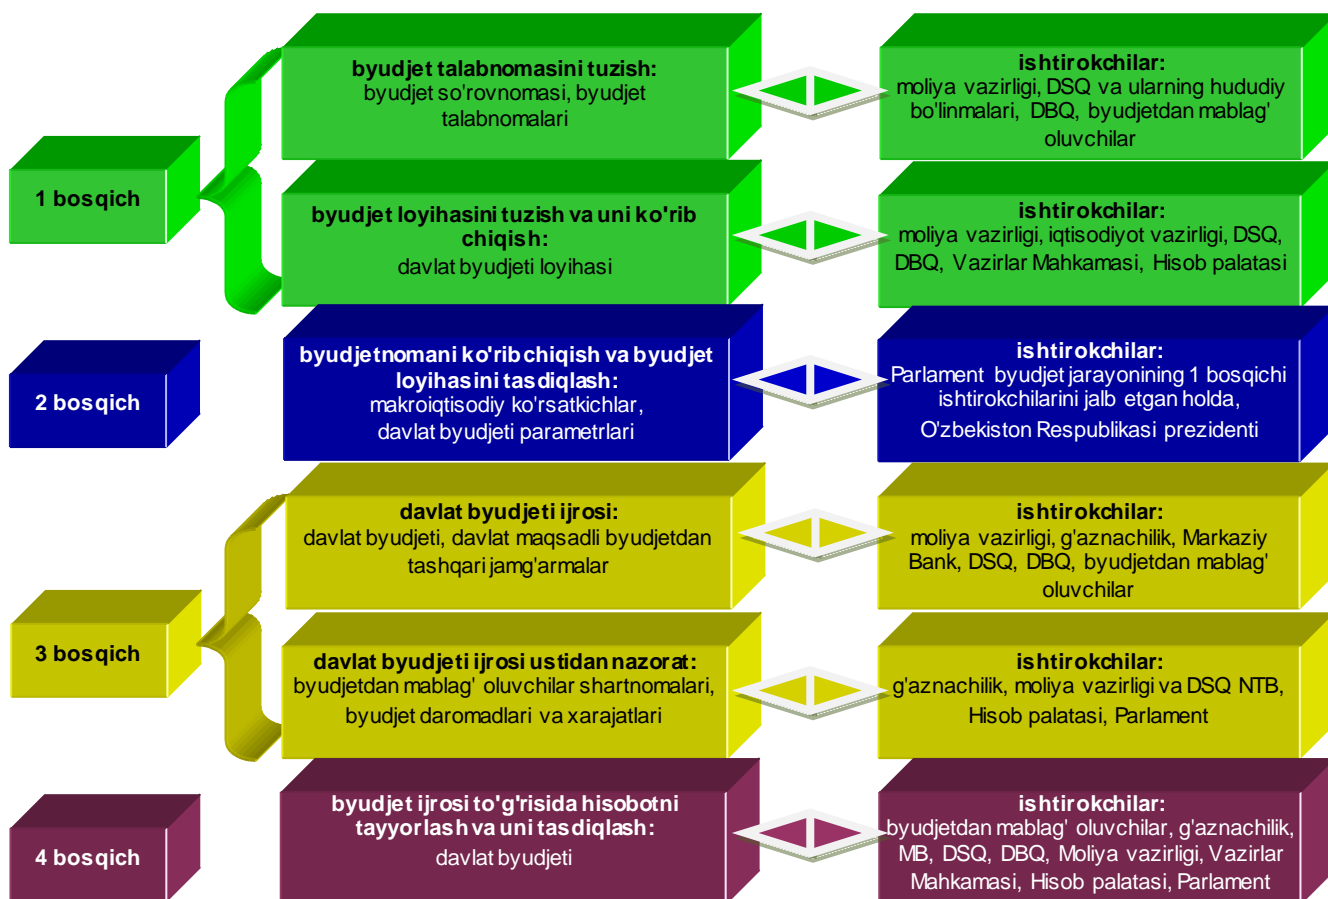 1 bosqich
byudjet talabnomasini tuzish:
byudjet so'rovnomasi, byudjet
talabnomalari
ishtirokchilar:
moliya vazirligi, DSQ va ularning hududiy
bo'linmalari, DBQ, byudjetdan mablag'
oluvchilar
byudjet loyihasini tuzish va uni ko'rib
chiqish:
davlat byudjeti loyihasi
ishtirokchilar:
moliya vazirligi, iqtisodiyot vazirligi, DSQ,
DBQ, Vazirlar Mahkamasi, Hisob palatasi
2 bosqich
byudjetnomani ko'rib chiqish va byudjet
loyihasini tasdiqlash:
makroiqtisodiy ko'rsatkichlar,
davlat byudjeti parametrlari
ishtirokchilar:
Parlament byudjet jarayonining 1 bosqichi
ishtirokchilarini jalb etgan holda,
O'zbekiston Respublikasi prezidenti
3 bosqich
davlat byudjeti ijrosi:
davlat byudjeti, davlat maqsadli byudjetdan
tashqari jamg'armalar
ishtirokchilar:
moliya vazirligi, g'aznachilik, Markaziy
Bank, DSQ, DBQ, byudjetdan mablag'
oluvchilar
davlat byudjeti ijrosi ustidan nazorat:
byudjetdan mablag' oluvchilar shartnomalari,
byudjet daromadlari va xarajatlari
ishtirokchilar:
g'aznachilik, moliya vazirligi va DSQ NTB,
Hisob palatasi, Parlament
4 bosqich
byudjet ijrosi to'g'risida hisobotni
tayyorlash va uni tasdiqlash:
davlat byudjeti
ishtirokchilar:
byudjetdan mablag' oluvchilar, g'aznachilik,
MB, DSQ, DBQ, Moliya vazirligi, Vazirlar
Mahkamasi, Hisob palatasi, Parlament